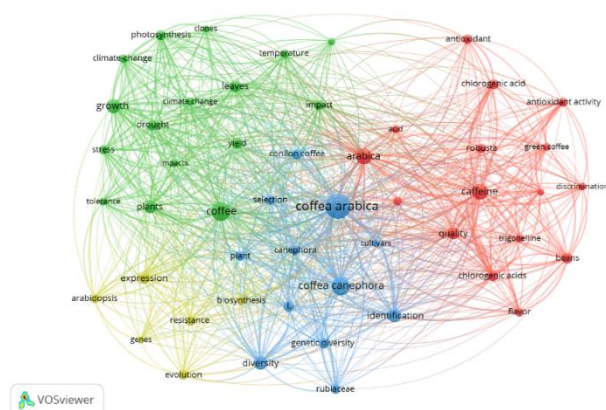 clones
photosynthesis
antioxidant
climate-change
temperature
chlorogenic acid
leaves
growth
climate change
impact
antioxidant activity
drought
acid
stress
yield
conilon coffee
arabica
robusta
green coffee
impacts
caffeine
discrimination
tolerance
plants
coffee
selection
coffea arabica
quality
trigonelline
plant
canephora
cultivars
beans
expression
coffea canephora
chlorogenic acids
arabidopsis
biosynthesis
l.
resistance
identification
flavor
genes
genetic diversity
evolution
diversity
rubiaceae
VOSviewer